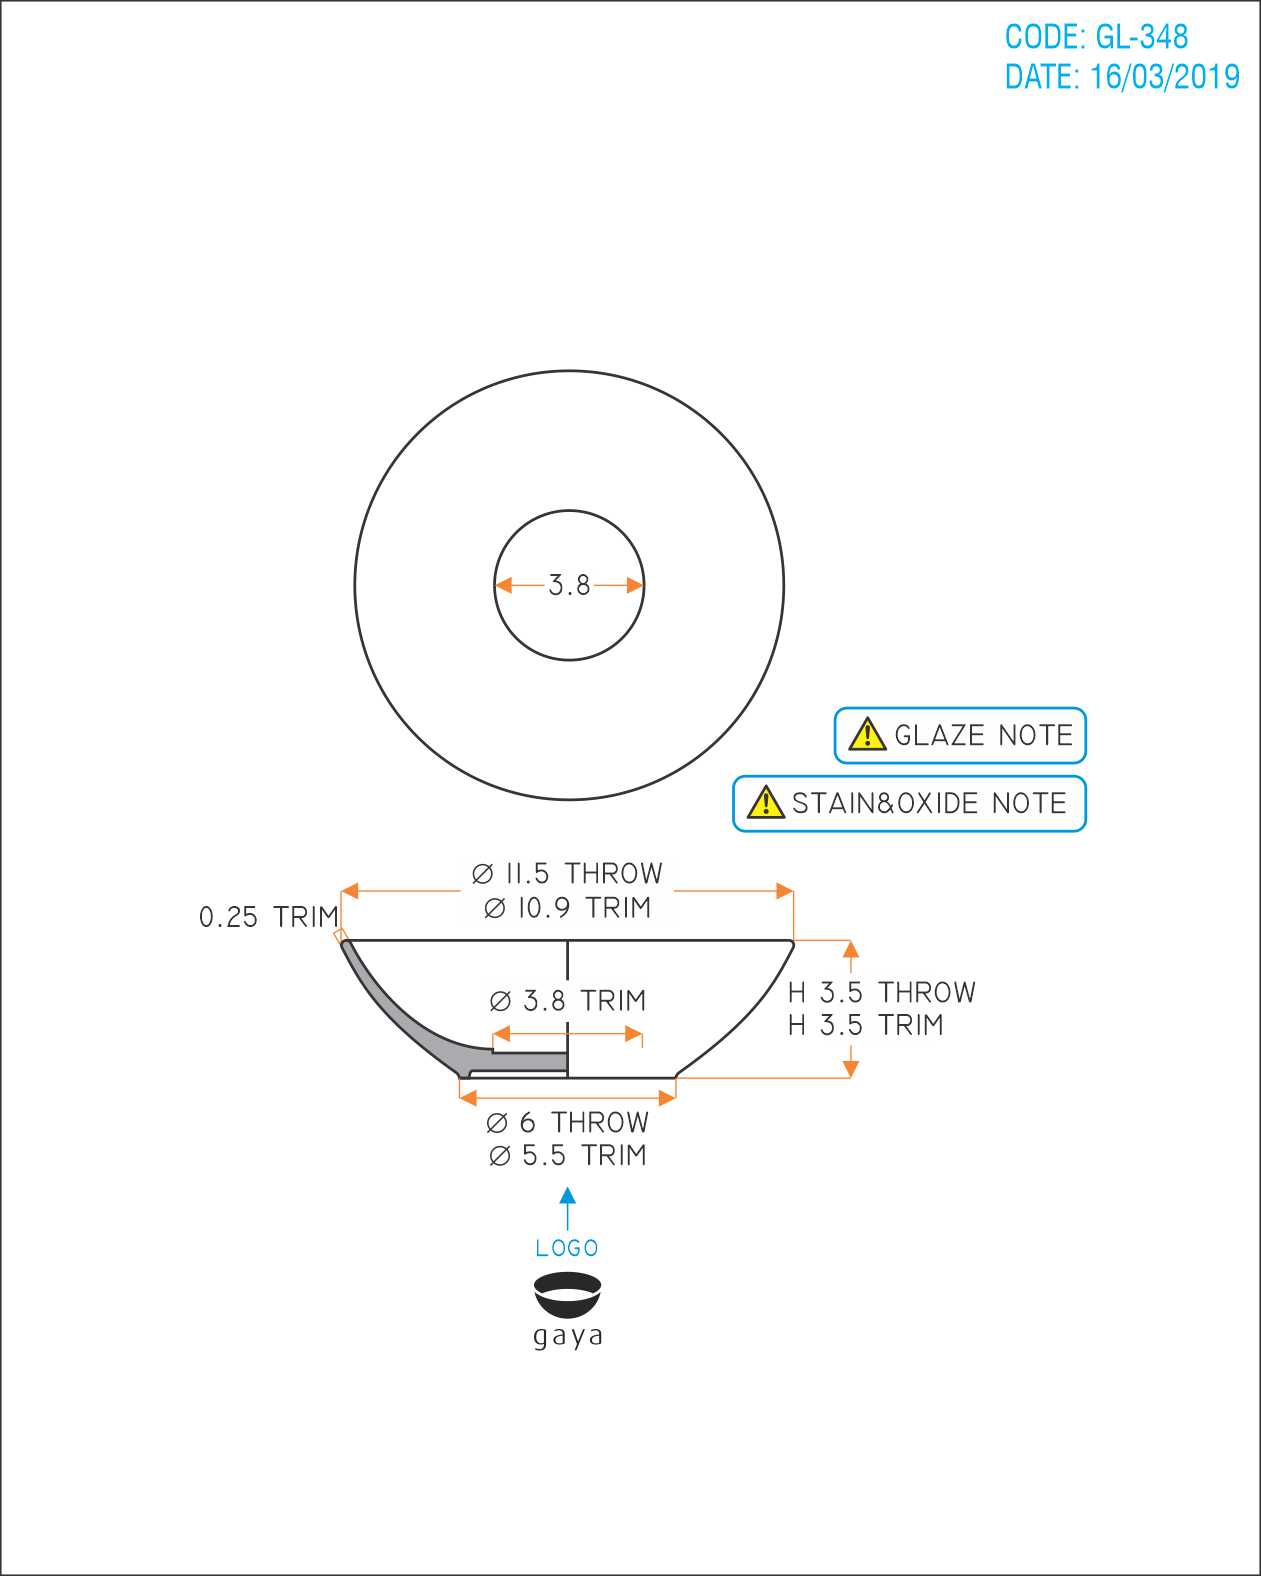 CODE: GL-348
DATE: 16/03/2019
3.8
GLAZE NOTE
STAIN&OXIDE NOTE
Ø 11.5 THROW
Ø 10.9 TRIM
0.25 TRIM
Ø 3.8 TRIM
H 3.5 THROW
H 3.5 TRIM
Ø 6 THROW
Ø 5.5 TRIM
LOGO
gaya